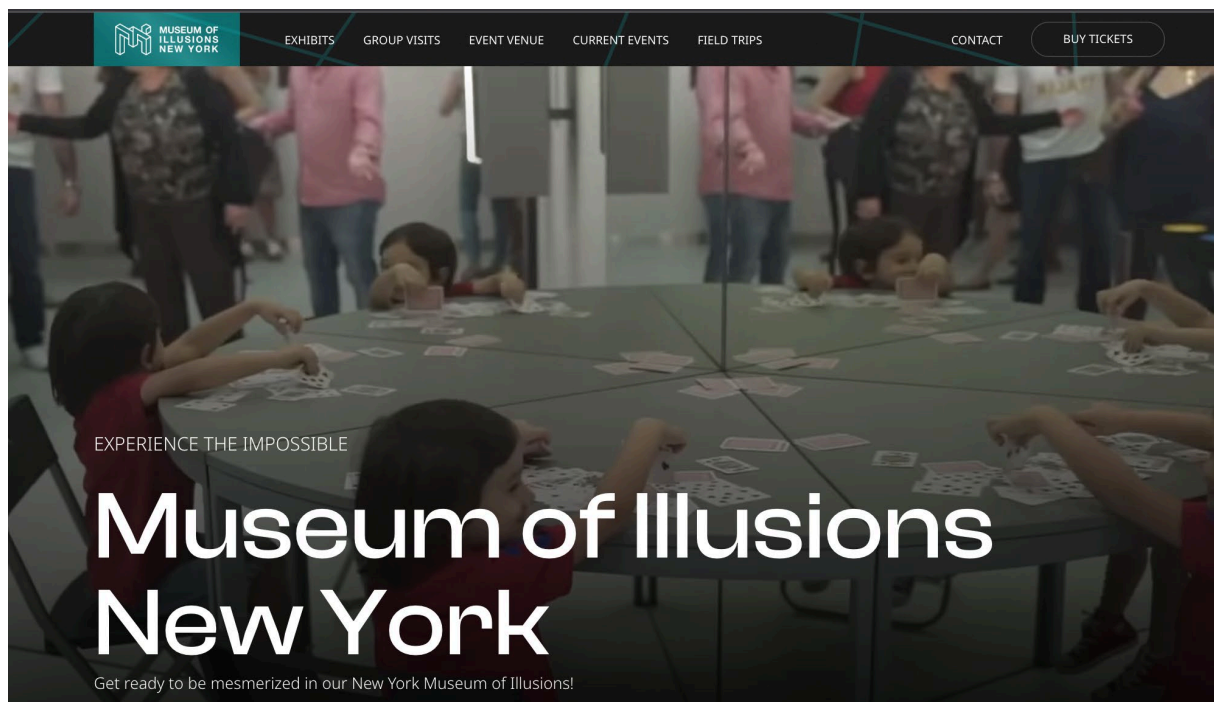 MUSEUM OF
ILLUSIONS
NEW YORK
EXHIBITS GROUP VISITS EVENT VENUE CURRENT EVENTS FIELD TRIPS CONTACT BUY TICKETS
EXPERIENCE THE IMPOSSIBLE
Museum of Illusions
New York
Get ready to be mesmerized in our New York Museum of Illusions!